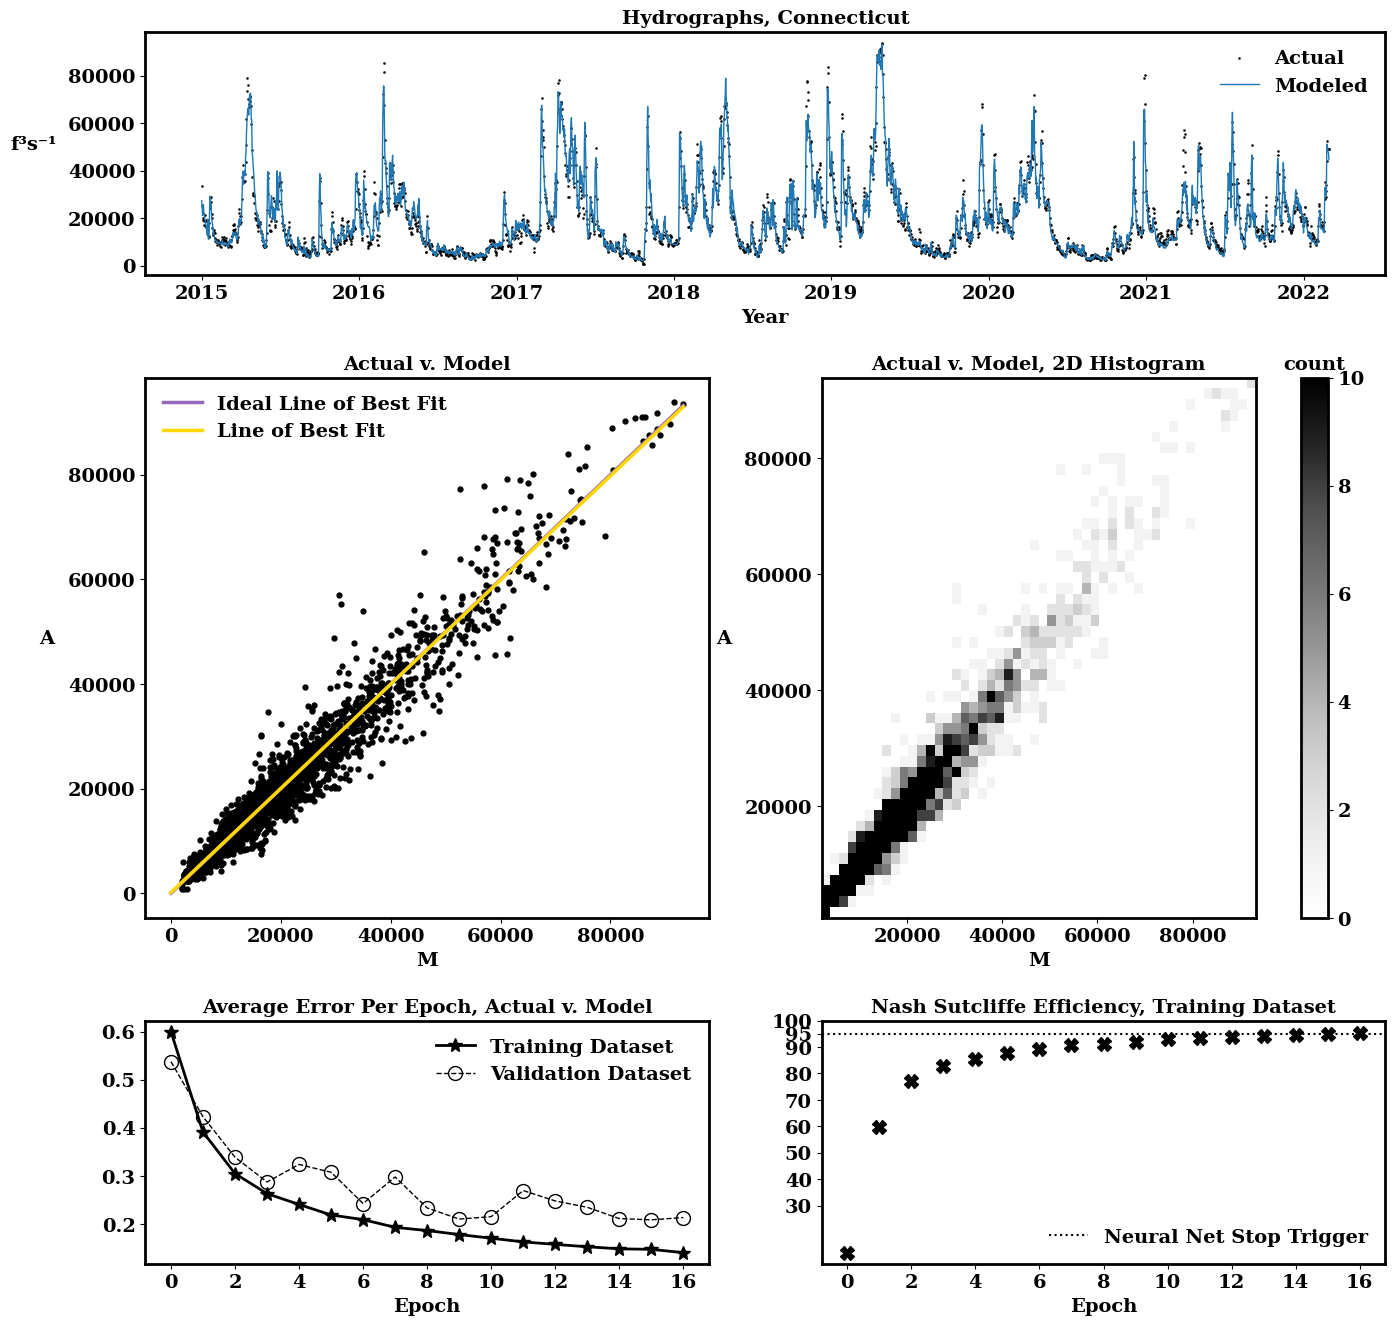 Hydrographs, Connecticut
80000
60000
40000
20000
0
f³s⁻¹
Actual
Modeled
2015 2016 2017 2018 2019 2020 2021 2022
Year
Actual v. Model
80000
60000
40000
20000
0
A
Ideal Line of Best Fit
Line of Best Fit
0 20000 40000 60000 80000
M
Actual v. Model, 2D Histogram
80000
60000
40000
20000
A
20000 40000 60000 80000
M
count
10
8
6
4
2
0
Average Error Per Epoch, Actual v. Model
0.6
0.5
0.4
0.3
0.2
Training Dataset
Validation Dataset
0 2 4 6 8 10 12 14 16
Epoch
Nash Sutcliffe Efficiency, Training Dataset
100
95
90
80
70
60
50
40
30
Neural Net Stop Trigger
0 2 4 6 8 10 12 14 16
Epoch